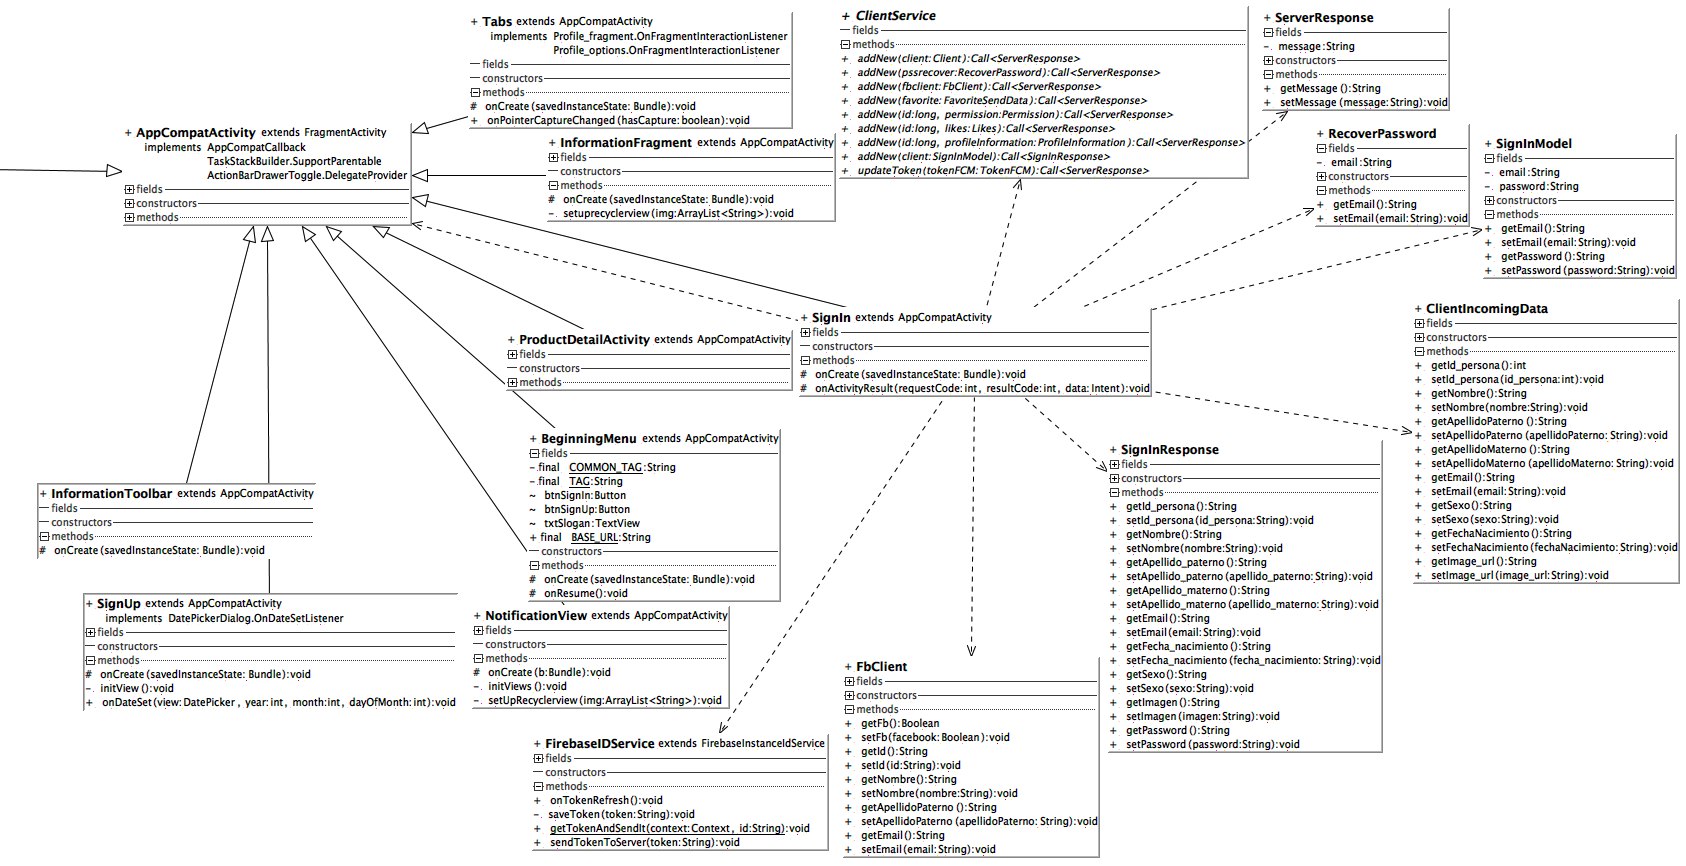 + Tabs extends AppCompatActivity
implements Profile_fragment.OnFragmentInteractionListener
Profile_options.OnFragmentInteractionListener
fields
constructors
methods
# onCreate (savedInstanceState: Bundle):void
+ onPointerCaptureChanged (hasCapture: boolean):void
+ ClientService
fields
methods
+ addNew (client:Client):Call<ServerResponse>
+ addNew (pssrecover:RecoverPassword):Call<ServerResponse>
+ addNew (fbclient:FbClient):Call<ServerResponse>
+ addNew (favorite:FavoriteSendData):Call<ServerResponse>
+ addNew (id:long, permission:Permission):Call<ServerResponse>
+ addNew (id:long, likes:Likes):Call<ServerResponse>
+ addNew (id:long, profileInformation:ProfileInformation ):Call<ServerResponse>
+ addNew (client:SignInModel):Call<SignInResponse>
+ updateToken (tokenFCM:TokenFCM):Call<ServerResponse>
+ ServerResponse
fields
- message:String
constructors
methods
+ getMessage ():String
+ setMessage (message:String):void
+ AppCompatActivity extends FragmentActivity
implements AppCompatCallback
TaskStackBuilder.SupportParentable
ActionBarDrawerToggle.DelegateProvider
fields
constructors
methods
+ InformationFragment extends AppCompatActivity
fields
constructors
methods
# onCreate (savedInstanceState: Bundle):void
- setuprecyclerview (img:ArrayList<String>):void
+ RecoverPassword
fields
- email:String
constructors
methods
+ getEmail():String
+ setEmail (email:String):void
+ SignInModel
fields
- email:String
- password:String
constructors
methods
+ getEmail():String
+ setEmail (email:String):void
+ getPassword ():String
+ setPassword (password:String):void
+ SignIn extends AppCompatActivity
fields
constructors
methods
# onCreate (savedInstanceState: Bundle):void
# onActivityResult (requestCode: int, resultCode: int, data: Intent):void
+ ProductDetailActivity extends AppCompatActivity
fields
constructors
methods
+ ClientIncomingData
fields
constructors
methods
+ getId_persona ():int
+ setId_persona (id_persona:int):void
+ getNombre():String
+ setNombre (nombre:String):void
+ getApellidoPaterno ():String
+ setApellidoPaterno (apellidoPaterno: String):void
+ getApellidoMaterno ():String
+ setApellidoMaterno (apellidoMaterno: String):void
+ getEmail():String
+ setEmail (email:String):void
+ getSexo():String
+ setSexo (sexo:String):void
+ getFechaNacimiento ():String
+ setFechaNacimiento (fechaNacimiento: String):void
+ getImage_url ():String
+ setImage_url (image_url:String):void
+ BeginningMenu extends AppCompatActivity
fields
- final COMMON_TAG:String
- final TAG:String
~ btnSignIn:Button
~ btnSignUp:Button
~ txtSlogan:TextView
+ final BASE_URL:String
constructors
methods
# onCreate (savedInstanceState: Bundle):void
# onResume():void
+ SignInResponse
fields
constructors
methods
+ getId_persona ():String
+ setId_persona (id_persona:String):void
+ getNombre():String
+ setNombre (nombre:String):void
+ getApellido_paterno ():String
+ setApellido_paterno (apellido_paterno: String):void
+ getApellido_materno ():String
+ setApellido_materno (apellido_materno: String):void
+ getEmail():String
+ setEmail (email:String):void
+ getFecha_nacimiento ():String
+ setFecha_nacimiento (fecha_nacimiento: String):void
+ getSexo():String
+ setSexo (sexo:String):void
+ getImagen ():String
+ setImagen (imagen:String):void
+ getPassword ():String
+ setPassword (password:String):void
+ InformationToolbar extends AppCompatActivity
fields
constructors
methods
# onCreate (savedInstanceState: Bundle):void
+ SignUp extends AppCompatActivity
implements DatePickerDialog.OnDateSetListener
fields
constructors
methods
# onCreate (savedInstanceState: Bundle):void
- initView ():void
+ onDateSet (view:DatePicker , year:int, month:int, dayOfMonth: int):void
+ NotificationView extends AppCompatActivity
fields
constructors
methods
# onCreate (b:Bundle):void
- initViews ():void
- setUpRecyclerview (img:ArrayList<String>):void
+ FbClient
fields
constructors
methods
+ getFb():Boolean
+ setFb (facebook:Boolean):void
+ getId():String
+ setId (id:String):void
+ getNombre():String
+ setNombre (nombre:String):void
+ getApellidoPaterno ():String
+ setApellidoPaterno (apellidoPaterno: String):void
+ getEmail():String
+ setEmail (email:String):void
+ FirebaseIDService extends FirebaseInstanceIdService
fields
constructors
methods
+ onTokenRefresh():void
- saveToken (token:String):void
+ getTokenAndSendIt(context:Context, id:String):void
+ sendTokenToServer(token:String):void